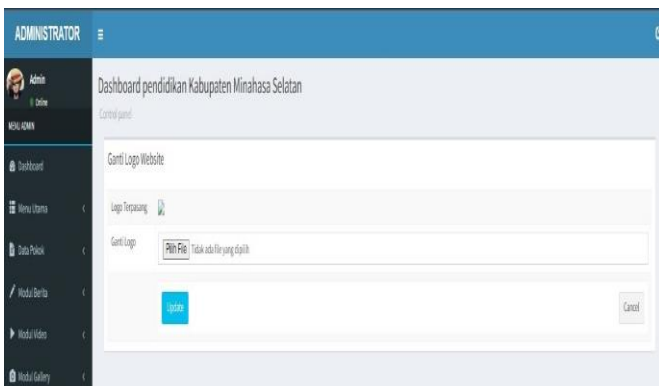 ADMINISTRATOR
Admin
Online
MENU ADMIN
Dashboard
Menu Utama
Data Pokok
Modul Berita
Modul Video
Modul Gallery
Dashboard pendidikan Kabupaten Minahasa Selatan
Control panel
Ganti Logo Website
Logo Terpasang
Ganti Logo
Pilih File Tidak ada file yang dipilih
Update
Cancel